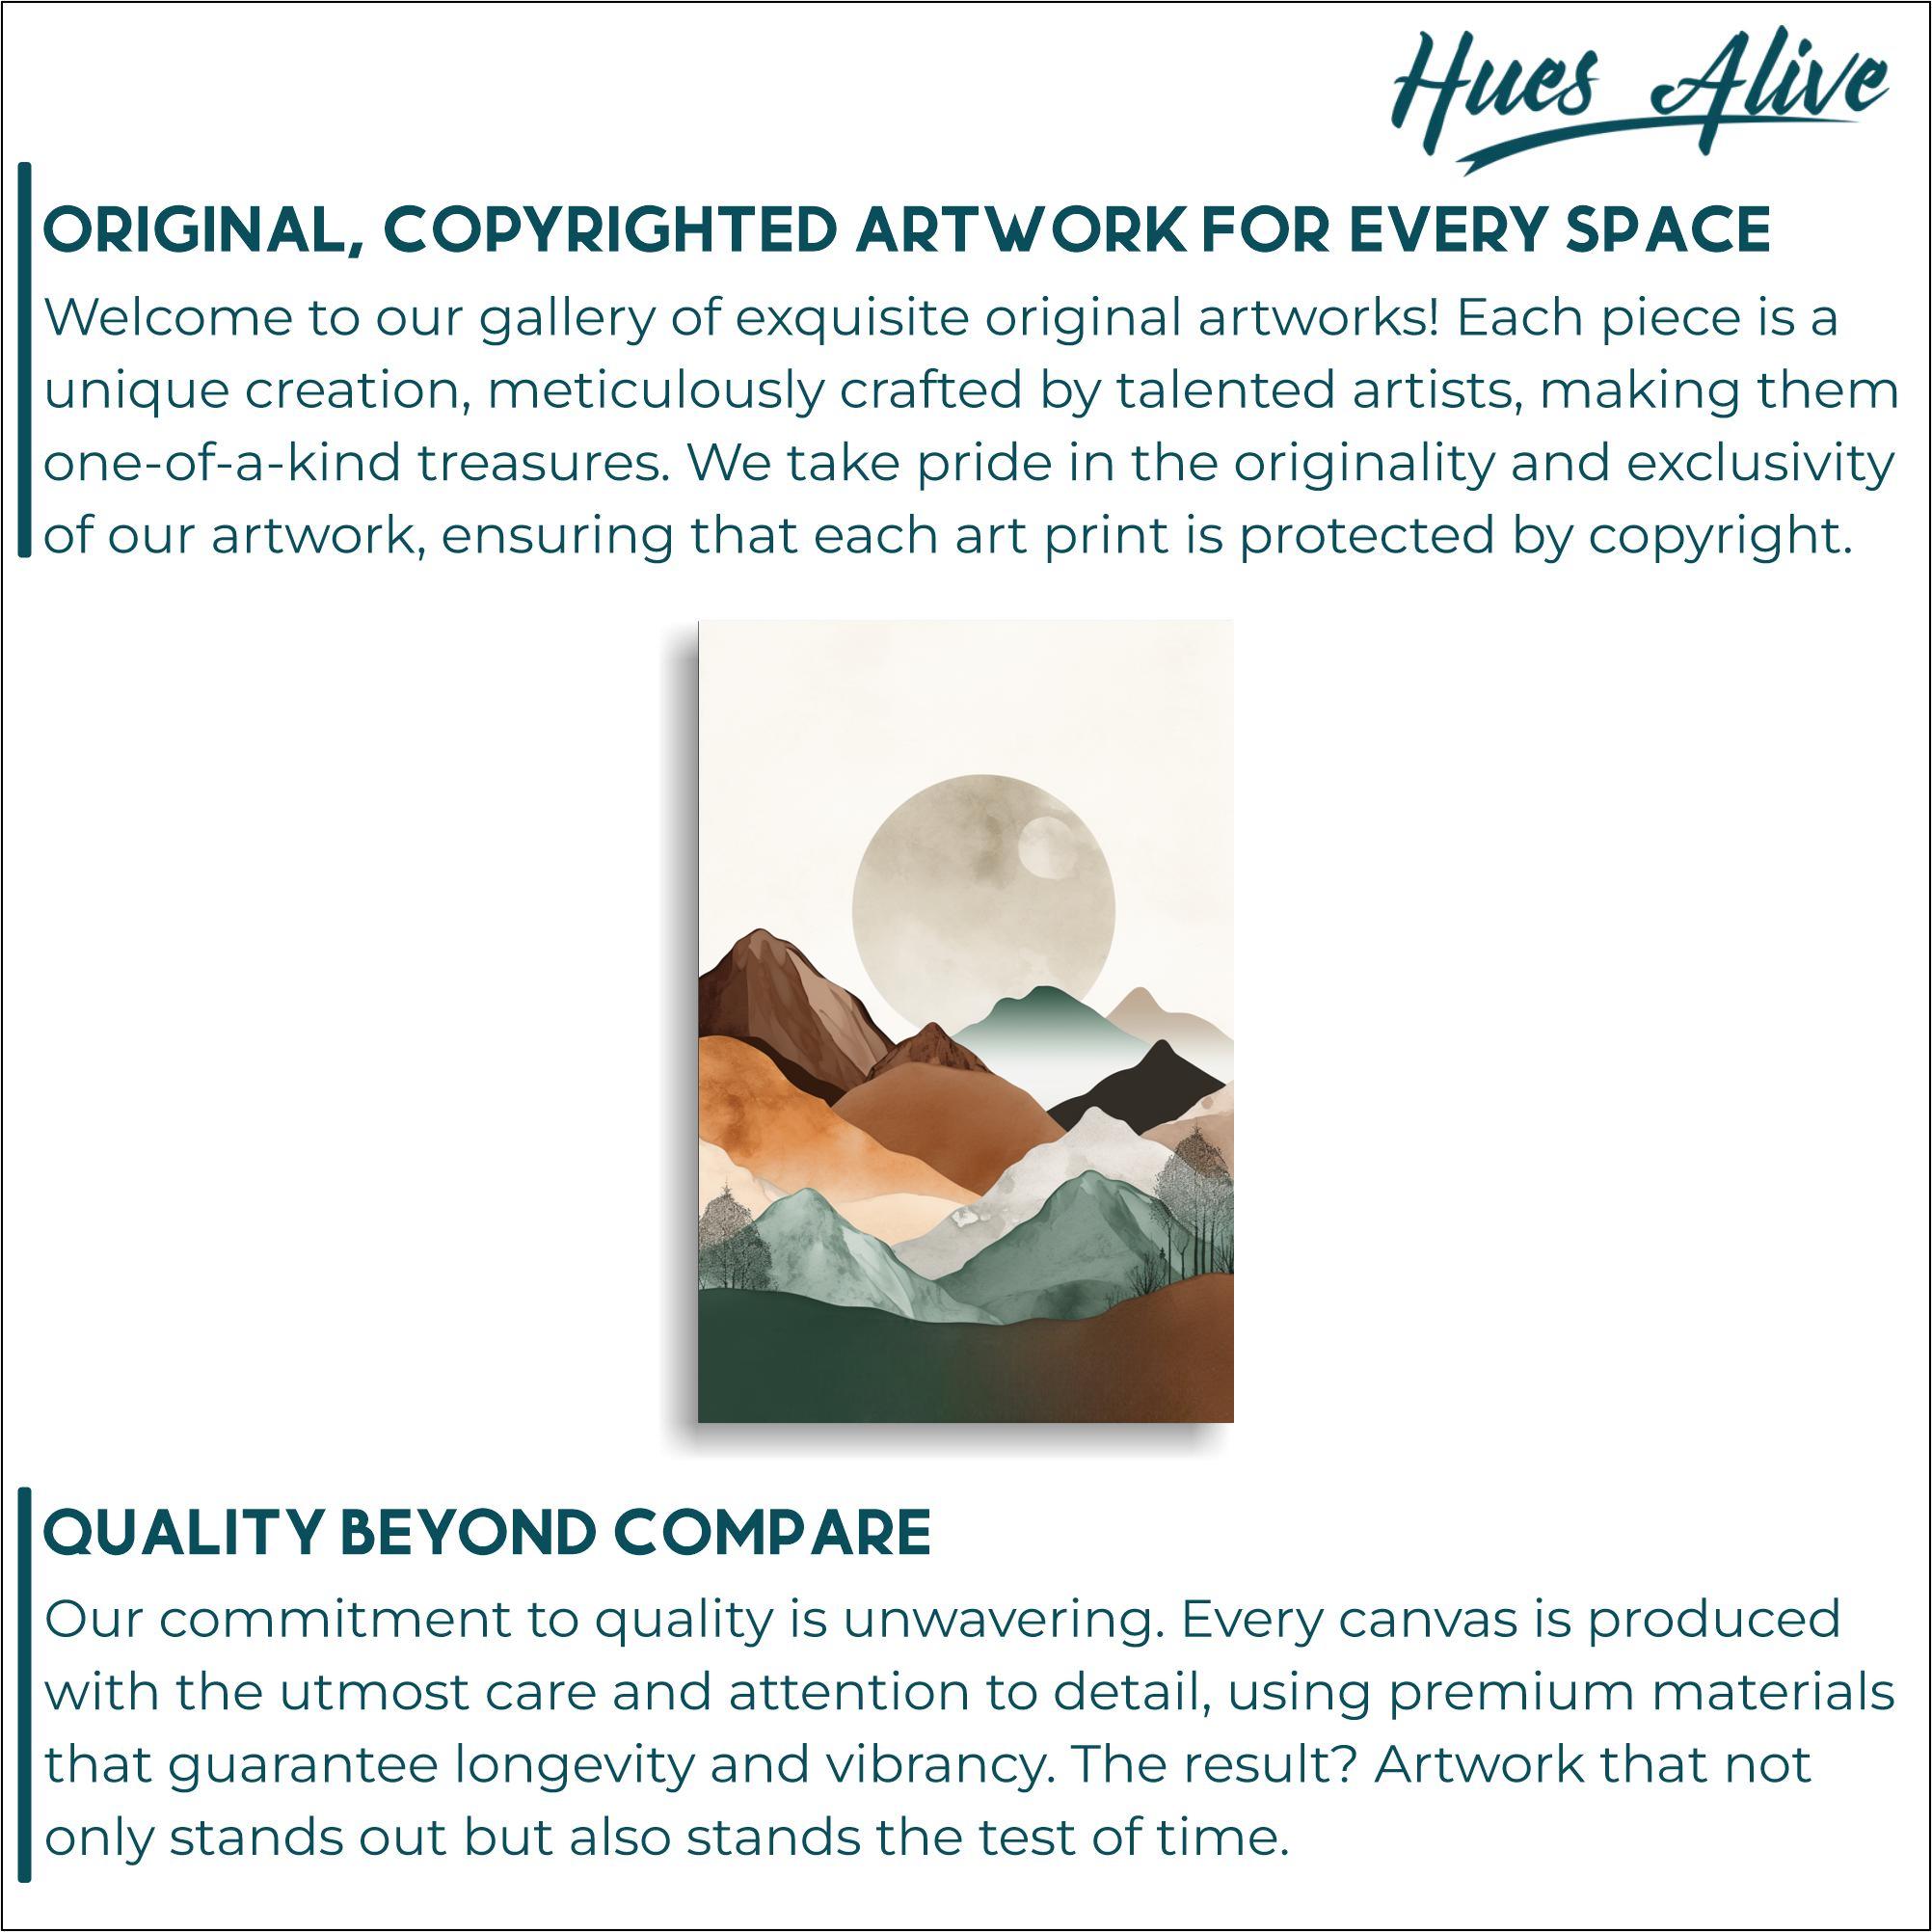 Hues Alive
ORIGINAL, COPYRIGHTED ARTWORK FOR EVERY SPACE
Welcome to our gallery of exquisite original artworks! Each piece is a
unique creation, meticulously crafted by talented artists, making them
one-of-a-kind treasures. We take pride in the originality and exclusivity
of our artwork, ensuring that each art print is protected by copyright.
QUALITY BEYOND COMPARE
Our commitment to quality is unwavering. Every canvas is produced
with the utmost care and attention to detail, using premium materials
that guarantee longevity and vibrancy. The result? Artwork that not
only stands out but also stands the test of time.